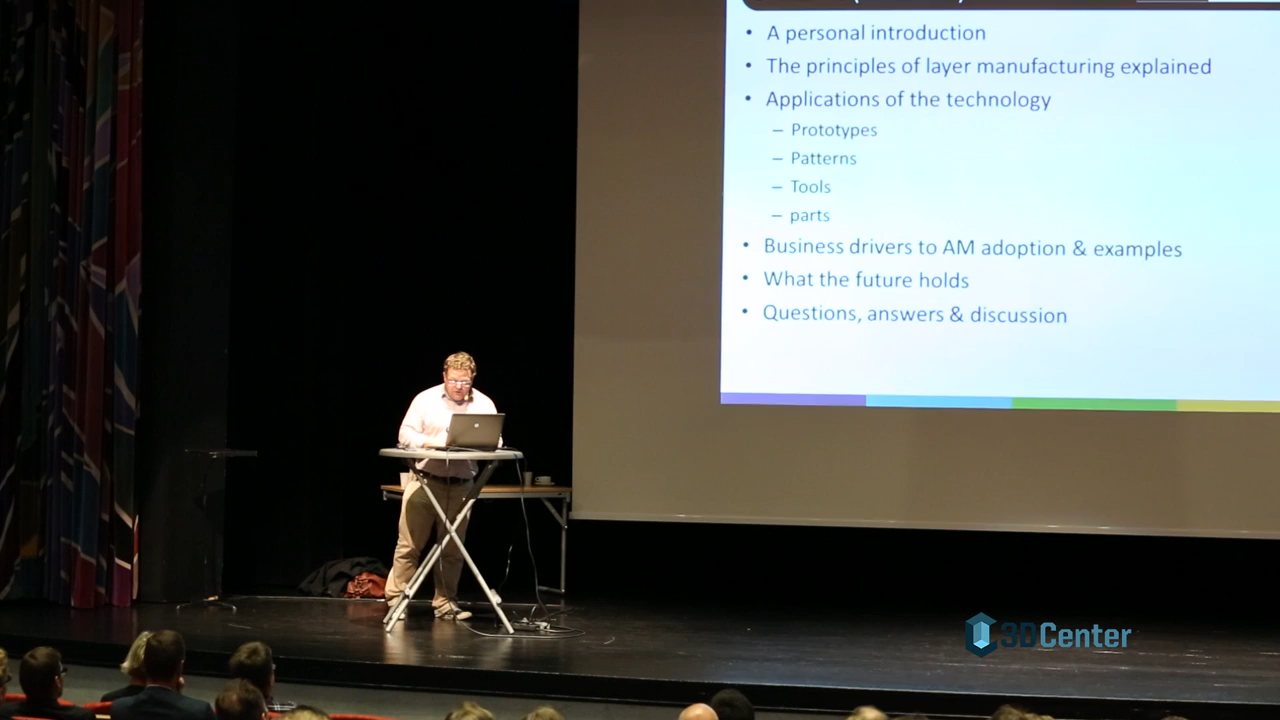 • A personal introduction
• The principles of layer manufacturing explained
• Applications of the technology
– Prototypes
– Patterns
– Tools
– parts
• Business drivers to AM adoption & examples
• What the future holds
• Questions, answers & discussion
3DCenter